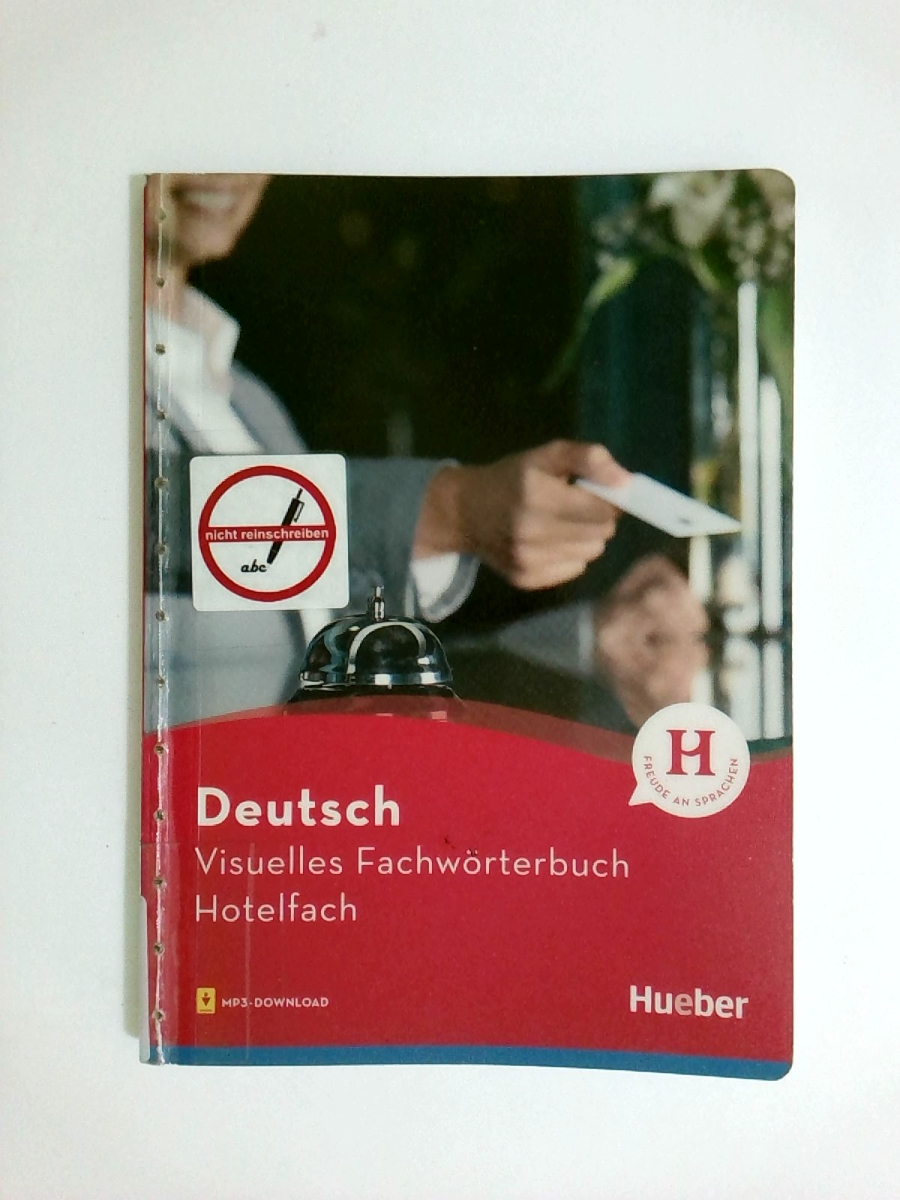 nicht reinschreiben
abc
H
FREUDE AN SPRACHEN
Deutsch
Visuelles Fachwörterbuch
Hotelfach
MP3-DOWNLOAD
Hueber